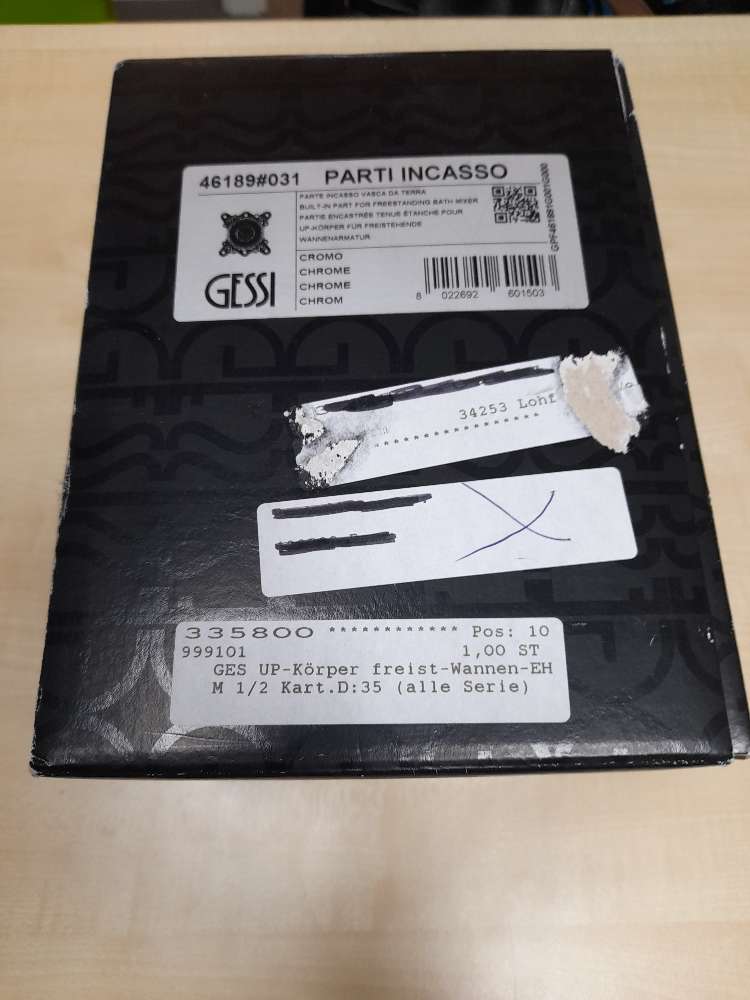 46189#031 PARTI INCASSO
PARTE INCASSO VASCA DA TERRA
BUILT-IN PART FOR FREESTANDING BATH MIXER
PARTIE ENCASTRÉE TENUE ÉTANCHE POUR
UP-KÖRPER FÜR FREISTEHENDE
WANNENARMATUR
GESSI
CROMO
CHROME
CHROME
CHROM
8 022692 601503
34253 Lohf
*****************
335800 ************ Pos: 10
999101 1,00 ST
GES UP-Körper freist-Wannen-EH
M 1/2 Kart.D:35 (alle Serie)